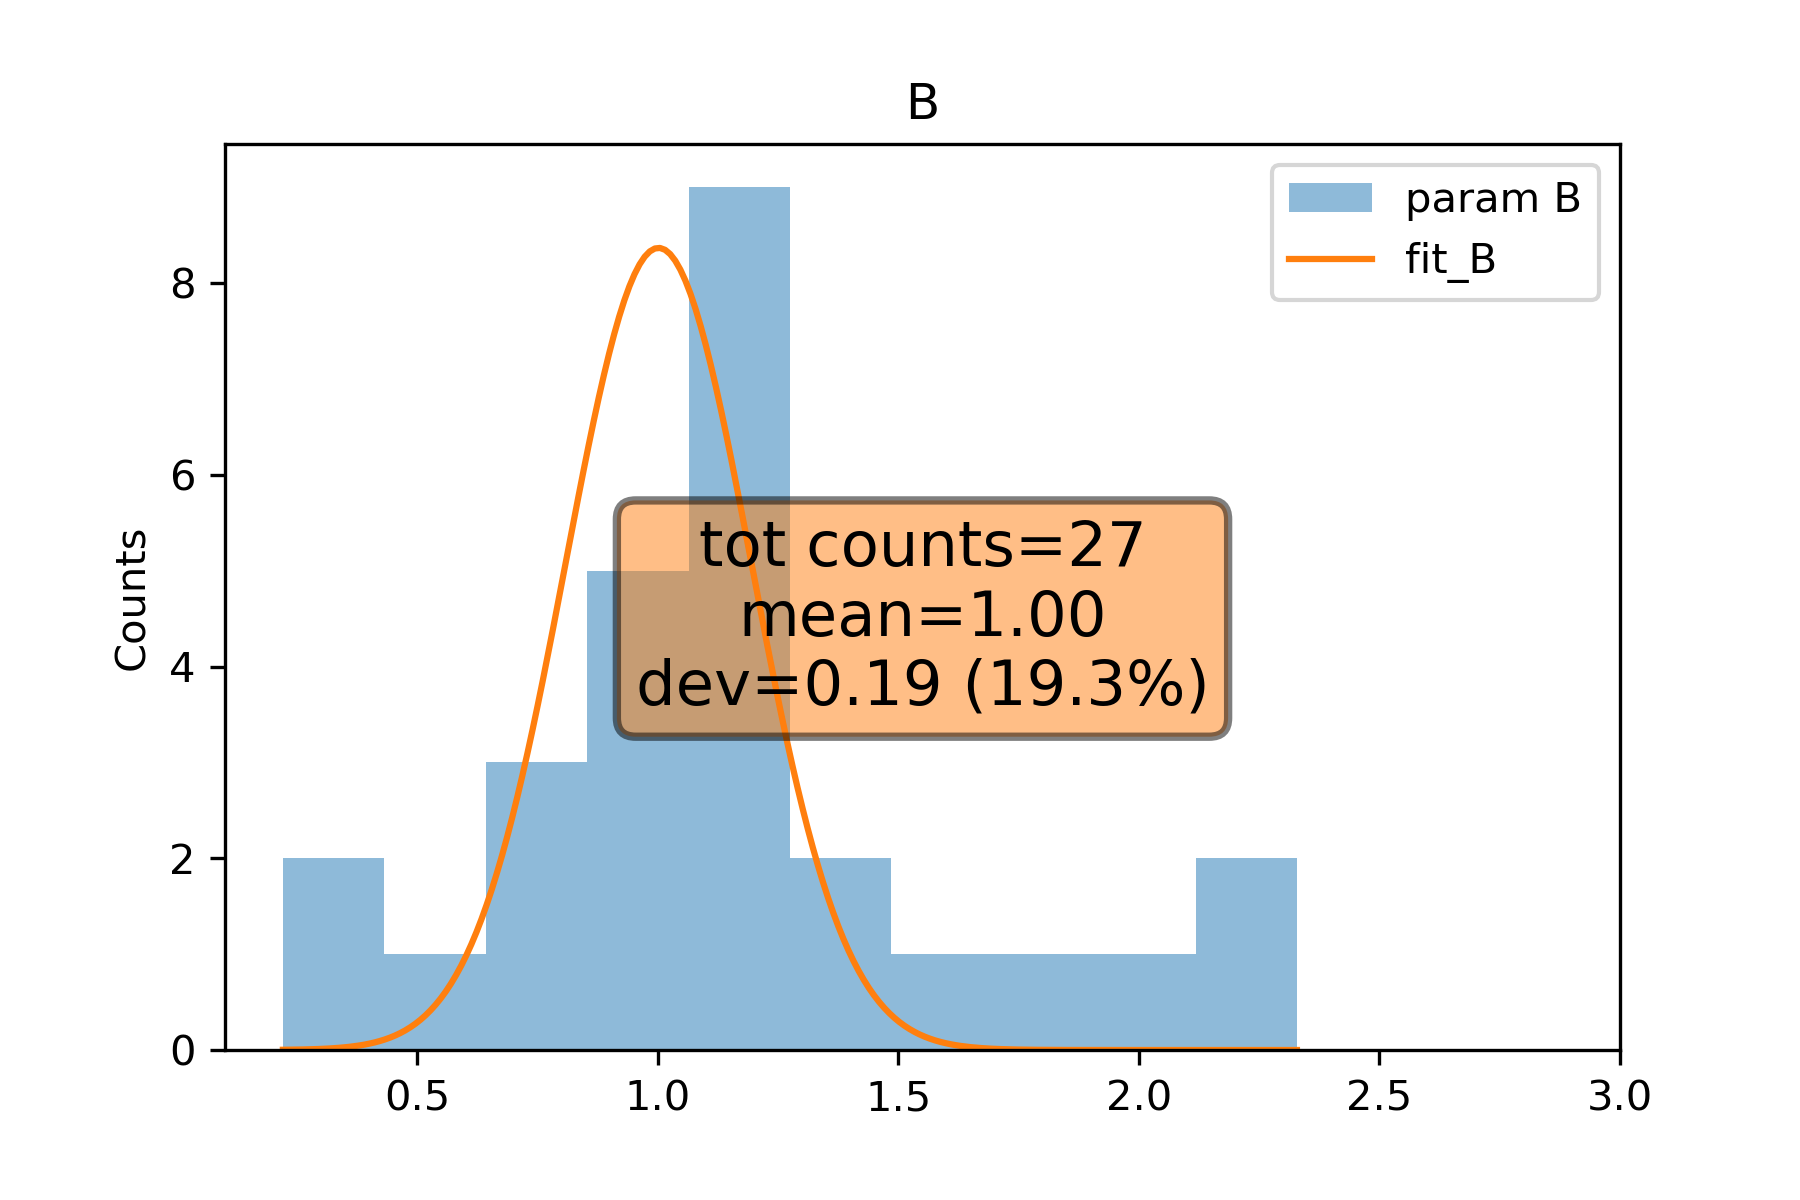 B
param B
fit_B
Counts
8
6
4
2
0
tot counts=27
mean=1.00
dev=0.19 (19.3%)
0.5 1.0 1.5 2.0 2.5 3.0